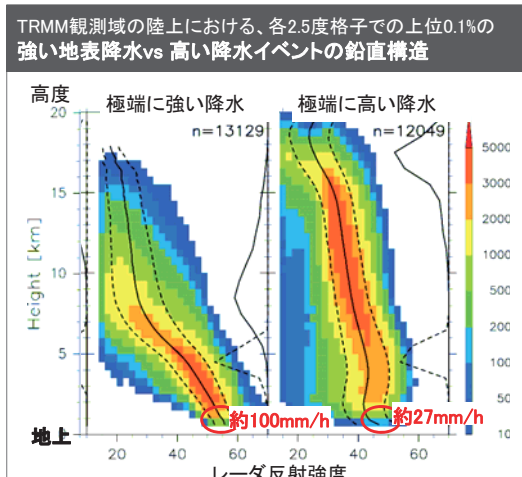 TRMM観測域の陸上における、各2.5度格子での上位0.1%の
強い地表降水vs 高い降水イベントの鉛直構造
高度
極端に強い降水
極端に高い降水
n=13129
n=12049
20
15
10
5
Height [km]
地上
約100mm/h
約27mm/h
20
40
60
20
40
60
レーダ反射強度
5000
3000
2000
1000
500
200
100
50
10